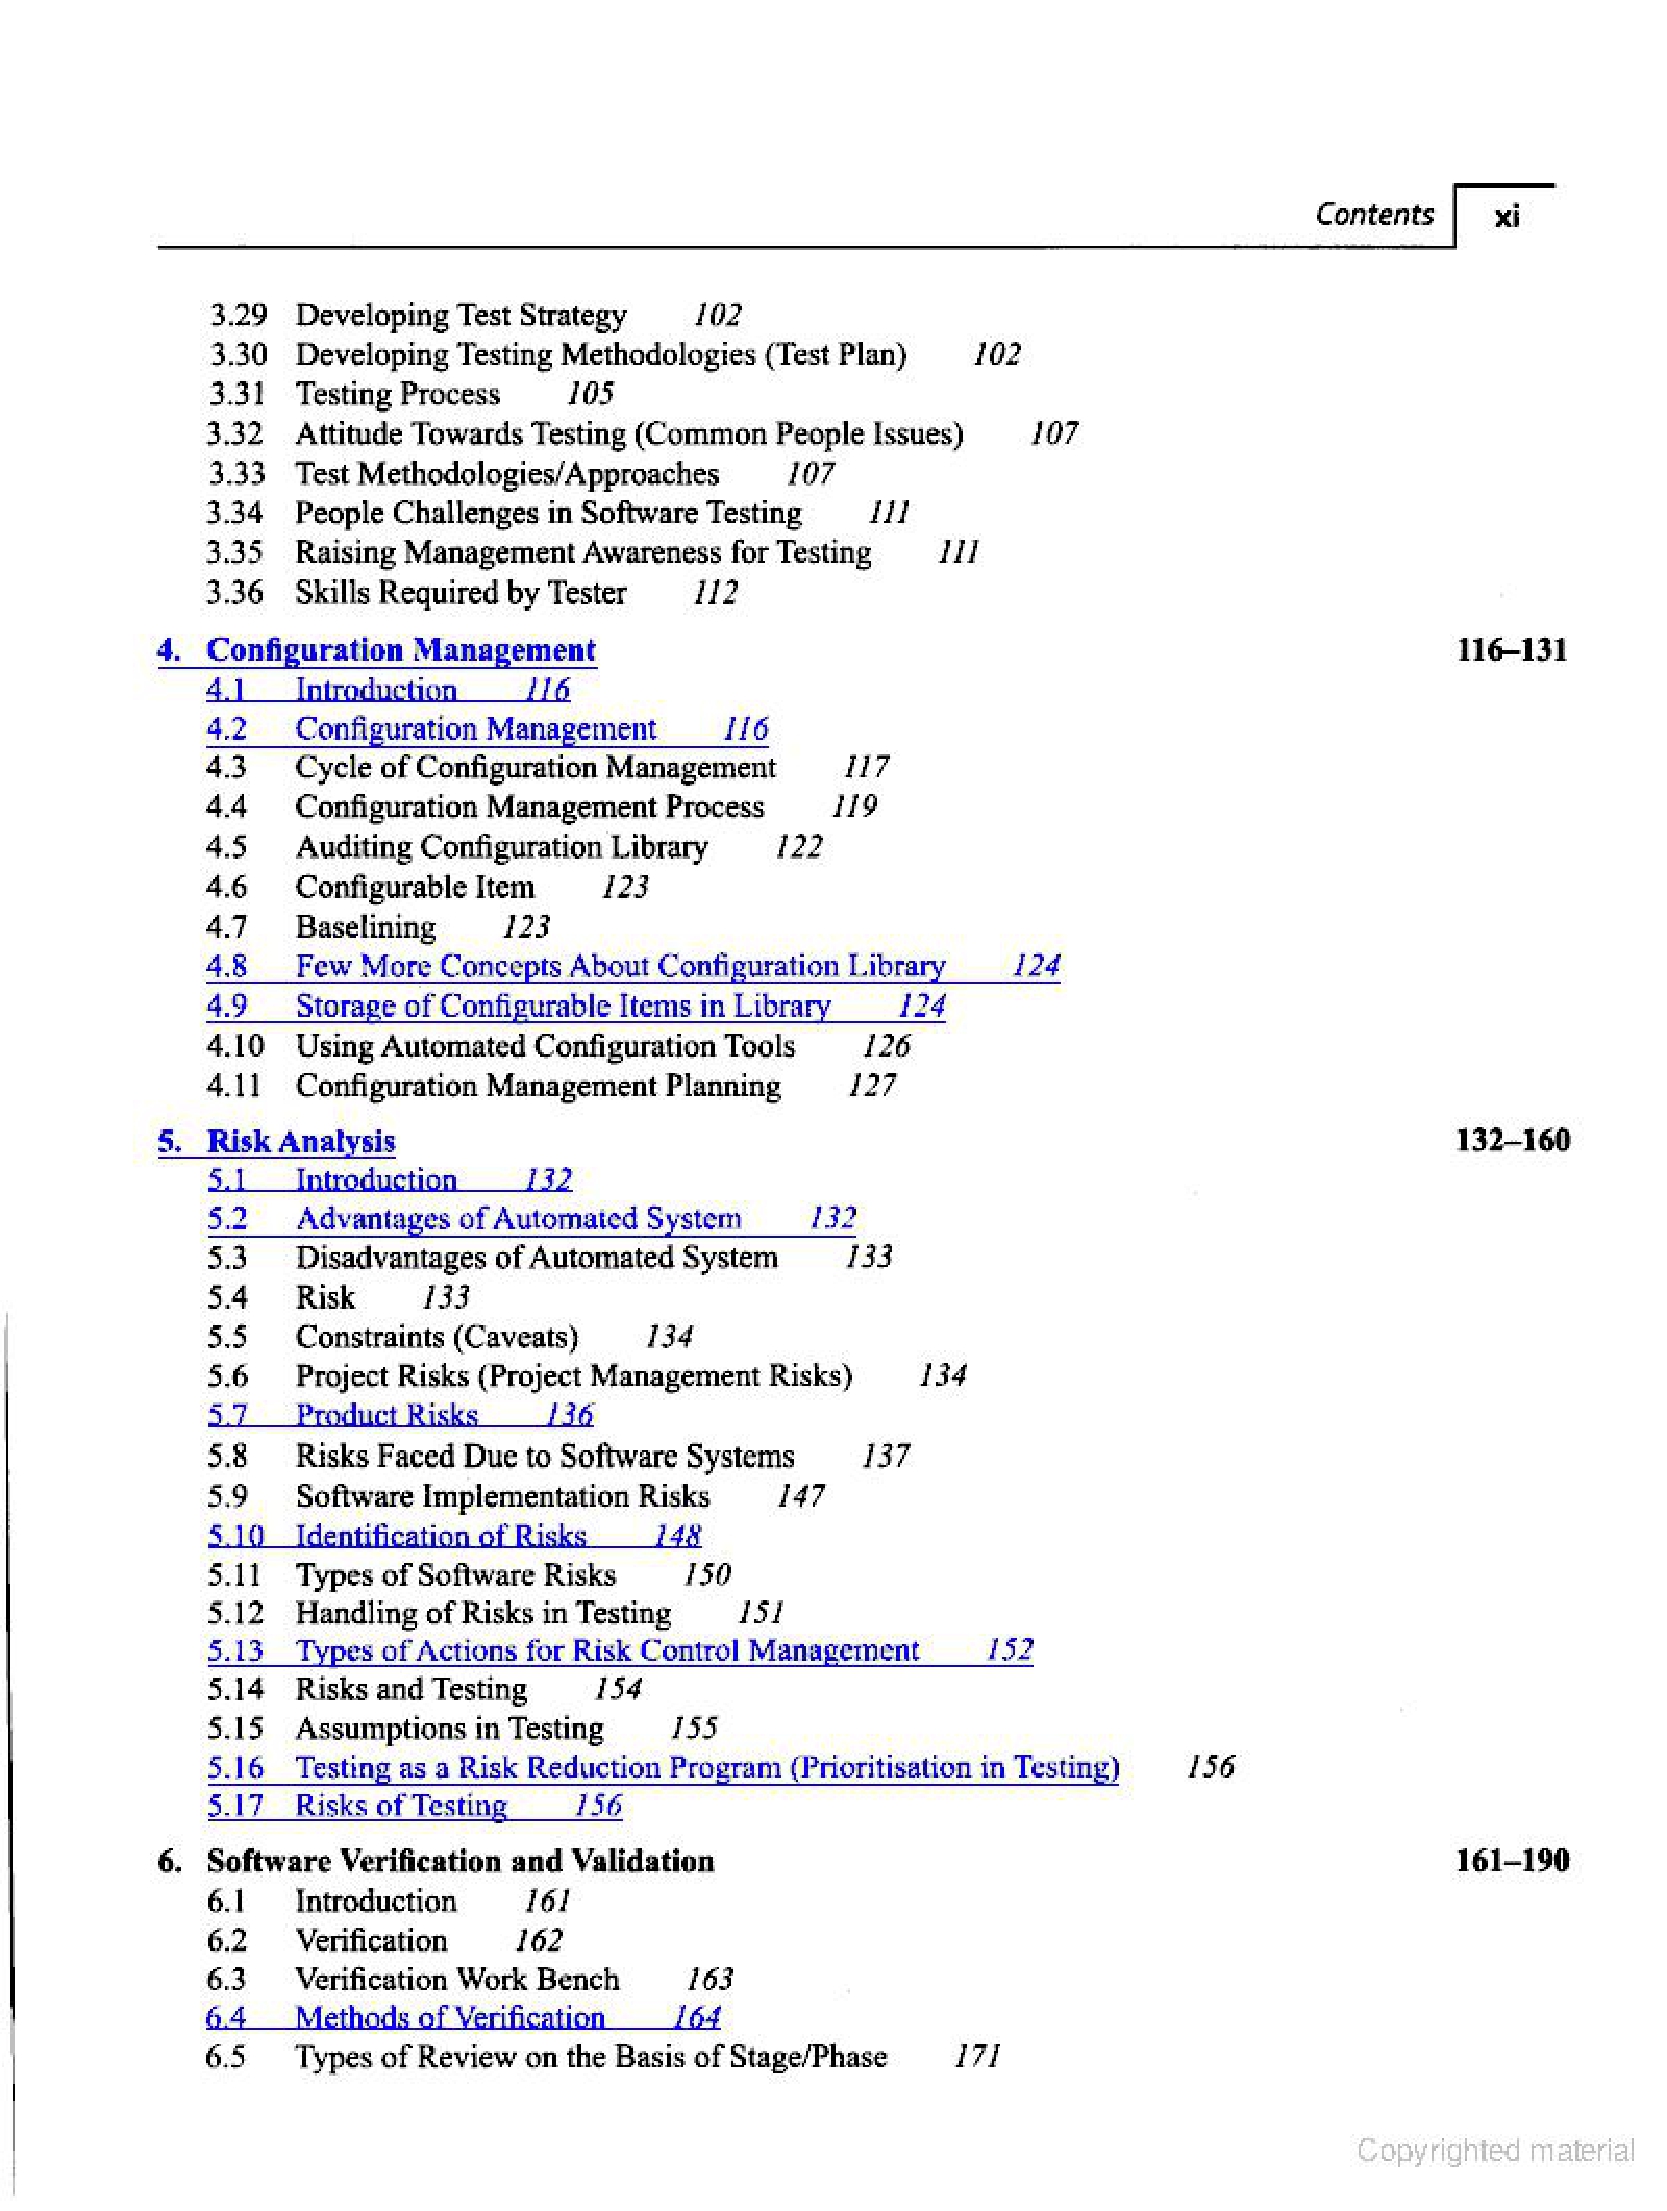 Contents xi
3.29 Developing Test Strategy 102
3.30 Developing Testing Methodologies (Test Plan) 102
3.31 Testing Process 105
3.32 Attitude Towards Testing (Common People Issues) 107
3.33 Test Methodologies/Approaches 107
3.34 People Challenges in Software Testing 111
3.35 Raising Management Awareness for Testing 111
3.36 Skills Required by Tester 112
4. Configuration Management 116–131
4.1 Introduction 116
4.2 Configuration Management 116
4.3 Cycle of Configuration Management 117
4.4 Configuration Management Process 119
4.5 Auditing Configuration Library 122
4.6 Configurable Item 123
4.7 Baselining 123
4.8 Few More Concepts About Configuration Library 124
4.9 Storage of Configurable Items in Library 124
4.10 Using Automated Configuration Tools 126
4.11 Configuration Management Planning 127
5. Risk Analysis 132–160
5.1 Introduction 132
5.2 Advantages of Automated System 132
5.3 Disadvantages of Automated System 133
5.4 Risk 133
5.5 Constraints (Caveats) 134
5.6 Project Risks (Project Management Risks) 134
5.7 Product Risks 136
5.8 Risks Faced Due to Software Systems 137
5.9 Software Implementation Risks 147
5.10 Identification of Risks 148
5.11 Types of Software Risks 150
5.12 Handling of Risks in Testing 151
5.13 Types of Actions for Risk Control Management 152
5.14 Risks and Testing 154
5.15 Assumptions in Testing 155
5.16 Testing as a Risk Reduction Program (Prioritisation in Testing) 156
5.17 Risks of Testing 156
6. Software Verification and Validation 161–190
6.1 Introduction 161
6.2 Verification 162
6.3 Verification Work Bench 163
6.4 Methods of Verification 164
6.5 Types of Review on the Basis of Stage/Phase 171
Copyrighted material